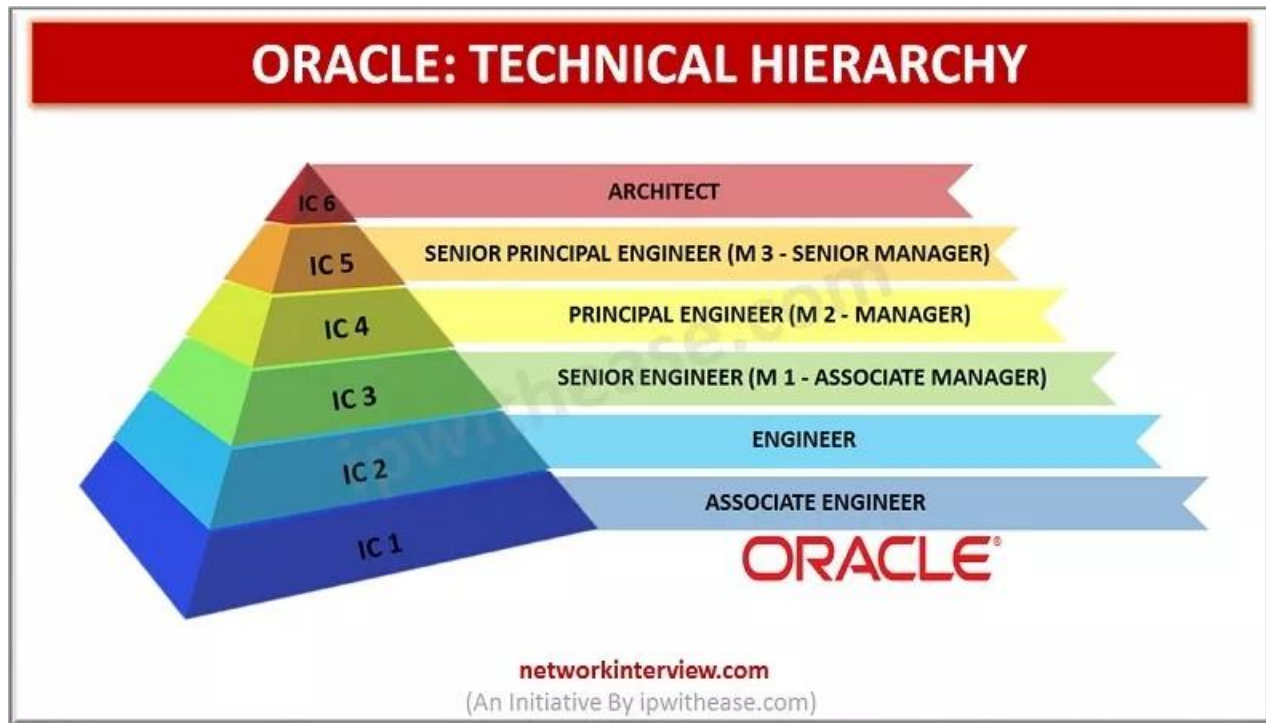 ORACLE: TECHNICAL HIERARCHY
IC 6
ARCHITECT
IC 5
SENIOR PRINCIPAL ENGINEER (M 3 - SENIOR MANAGER)
IC 4
PRINCIPAL ENGINEER (M 2 - MANAGER)
IC 3
SENIOR ENGINEER (M 1 - ASSOCIATE MANAGER)
IC 2
ENGINEER
IC 1
ASSOCIATE ENGINEER
ipwithease.com
ORACLE®
networkinterview.com
(An Initiative By ipwithease.com)